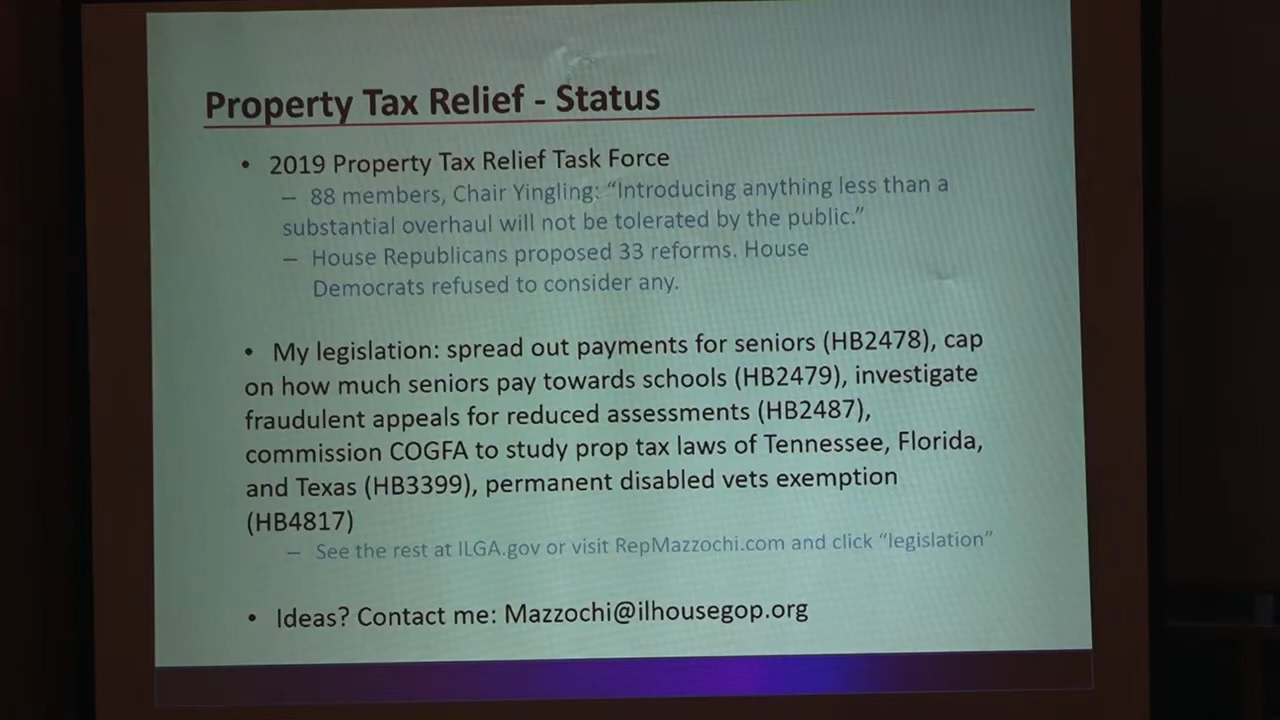 Property Tax Relief - Status
• 2019 Property Tax Relief Task Force
– 88 members, Chair Yingling: “Introducing anything less than a
substantial overhaul will not be tolerated by the public.”
– House Republicans proposed 33 reforms. House
Democrats refused to consider any.
• My legislation: spread out payments for seniors (HB2478), cap
on how much seniors pay towards schools (HB2479), investigate
fraudulent appeals for reduced assessments (HB2487),
commission COGFA to study prop tax laws of Tennessee, Florida,
and Texas (HB3399), permanent disabled vets exemption
(HB4817)
– See the rest at ILGA.gov or visit RepMazzochi.com and click “legislation”
• Ideas? Contact me: Mazzochi@ilhousegop.org